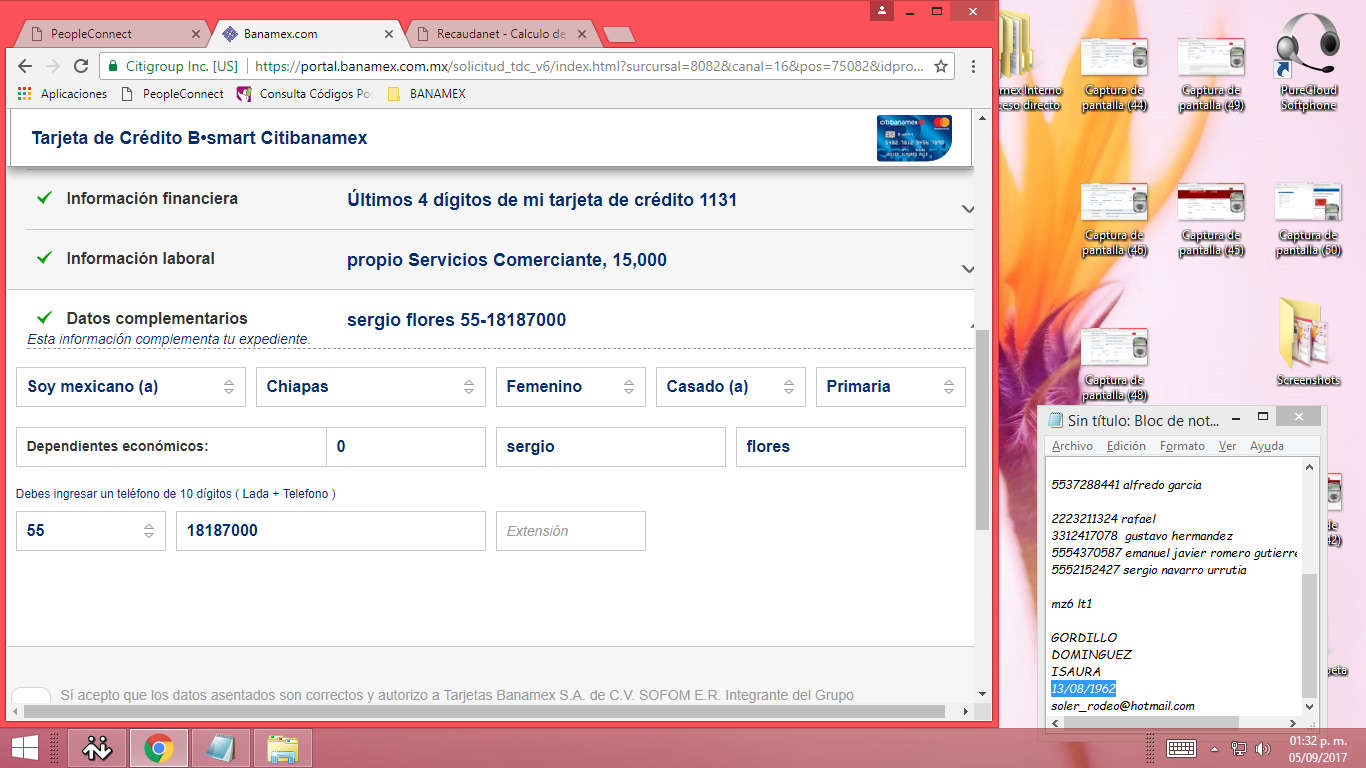 PeopleConnect
Banamex.com
Recaudanet - Calculo de
Citigroup Inc. [US]
https://portal.banamex.com.mx/solicitud_tdc_v6/index.html?surcursal=8082&canal=16&pos=75982&idpro...
Aplicaciones
PeopleConnect
Consulta Códigos Pos
BANAMEX
Tarjeta de Crédito B•smart Citibanamex
citibanamex
Información financiera
Últimos 4 dígitos de mi tarjeta de crédito 1131
Información laboral
propio Servicios Comerciante, 15,000
Datos complementarios
sergio flores 55-18187000
Esta información complementa tu expediente.
Soy mexicano (a)
Chiapas
Femenino
Casado (a)
Primaria
Dependientes económicos:
0
sergio
flores
Debes ingresar un teléfono de 10 dígitos ( Lada + Telefono )
55
18187000
Extensión
Sí acepto que los datos asentados son correctos y autorizo a Tarjetas Banamex S.A. de C.V. SOFOM E.R. Integrante del Grupo
mex Interno
ceso directo
Captura de
pantalla (44)
Captura de
pantalla (49)
PureCloud
Softphone
Captura de
pantalla (46)
Captura de
pantalla (45)
Captura de
pantalla (50)
Captura de
pantalla (48)
Screenshots
Sin título: Bloc de not...
Archivo
Edición
Formato
Ver
Ayuda
5537288441 alfredo garcia
2223211324 rafael
3312417078  gustavo hernandez
5554370587 emanuel javier romero gutierre
5552152427 sergio navarro urrutia
mz6 lt1
GORDILLO
DOMINGUEZ
ISAURA
13/08/1962
soler_rodeo@hotmail.com
01:32 p. m.
05/09/2017